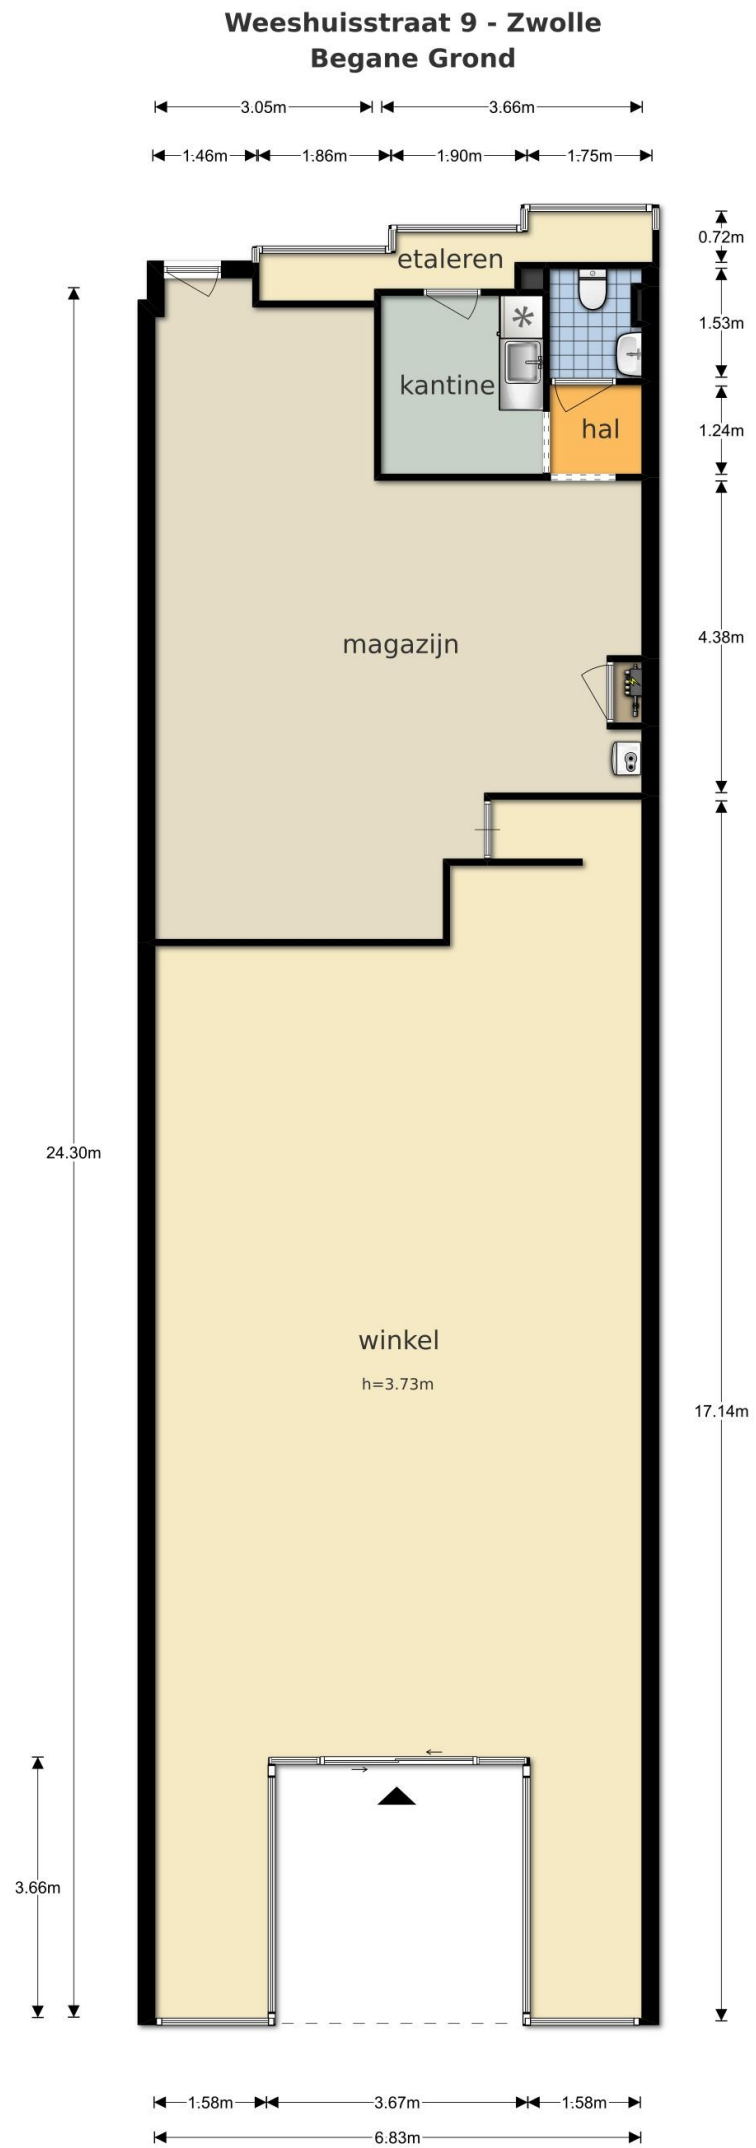 Weeshuisstraat 9 - Zwolle
Begane Grond
3.05m
3.66m
1.46m
1.86m
1.90m
1.75m
0.72m
etaleren
1.53m
kantine
hal
1.24m
magazijn
4.38m
24.30m
winkel
h=3.73m
17.14m
3.66m
1.58m
3.67m
1.58m
6.83m